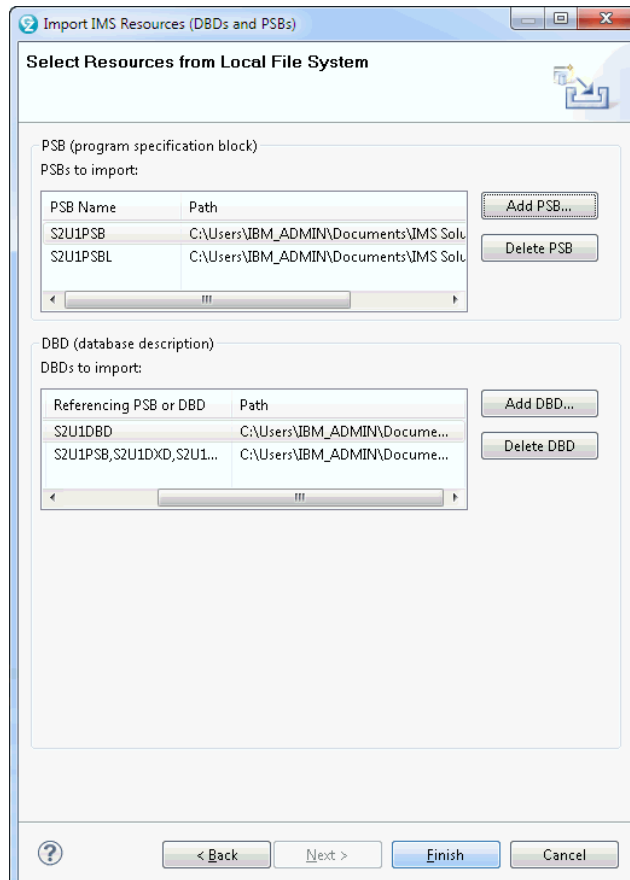 Import IMS Resources (DBDs and PSBs)
Select Resources from Local File System
PSB (program specification block)
PSBs to import:
PSB Name Path
S2U1PSB C:\Users\IBM_ADMIN\Documents\IMS Solu
S2U1PSBL C:\Users\IBM_ADMIN\Documents\IMS Solu
Add PSB...
Delete PSB
DBD (database description)
DBDs to import:
Referencing PSB or DBD Path
S2U1DBD C:\Users\IBM_ADMIN\Docume...
S2U1PSB,S2U1DXD,S2U1... C:\Users\IBM_ADMIN\Docume...
Add DBD...
Delete DBD
? < Back Next > Finish Cancel